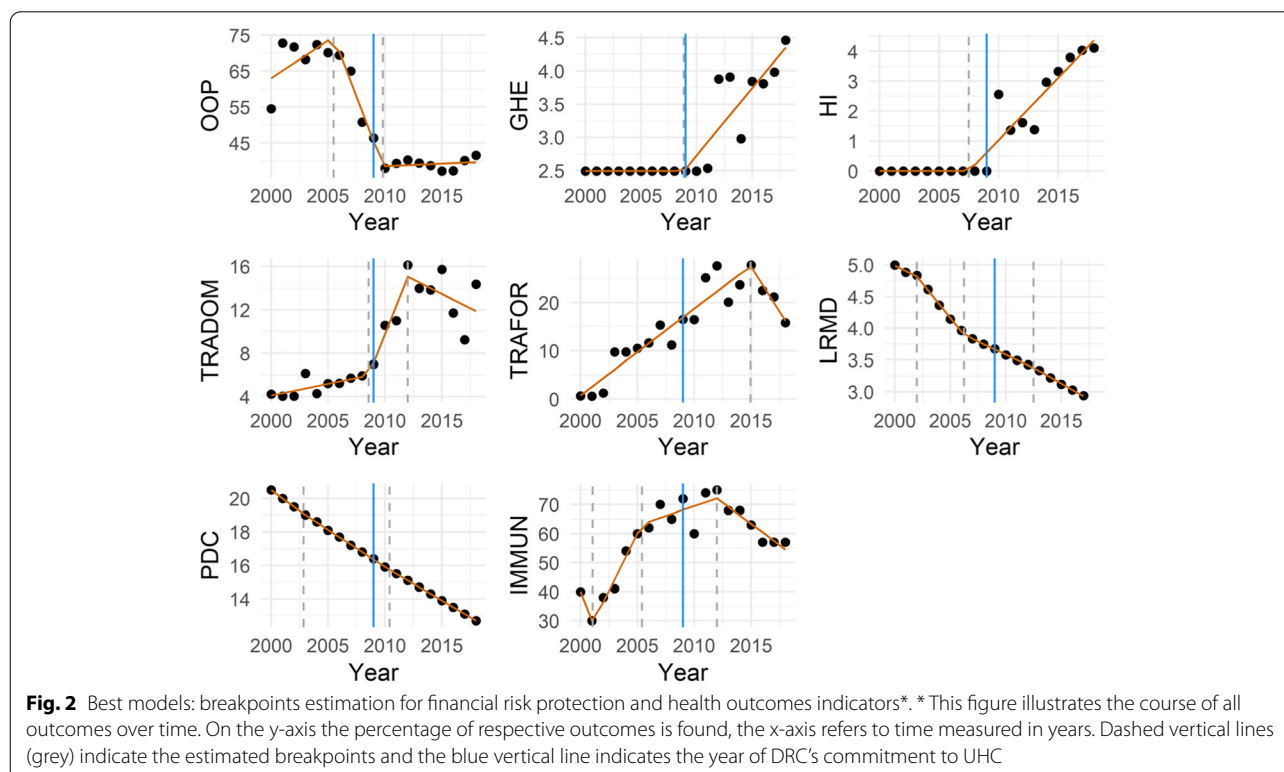 75
65
55
45
OOP
2000 2005 2010 2015
Year
4.5
4.0
3.5
3.0
2.5
GHE
2000 2005 2010 2015
Year
4
3
2
1
0
HI
2000 2005 2010 2015
Year
16
12
8
4
TRADOM
2000 2005 2010 2015
Year
20
10
0
TRAFOR
2000 2005 2010 2015
Year
5.0
4.5
4.0
3.5
3.0
LRMD
2000 2005 2010 2015
Year
20
18
16
14
PDC
2000 2005 2010 2015
Year
70
60
50
40
30
IMMUN
2000 2005 2010 2015
Year
Fig. 2 Best models: breakpoints estimation for financial risk protection and health outcomes indicators*. * This figure illustrates the course of all
outcomes over time. On the y-axis the percentage of respective outcomes is found, the x-axis refers to time measured in years. Dashed vertical lines
(grey) indicate the estimated breakpoints and the blue vertical line indicates the year of DRC's commitment to UHC